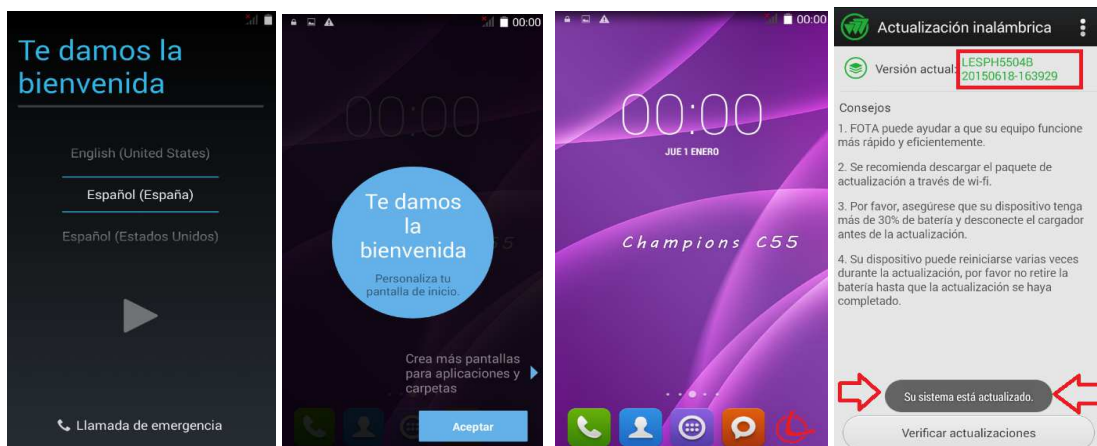 Te damos la
bienvenida
English (United States)
Español (España)
Español (Estados Unidos)
Llamada de emergencia
00:00
00:00
Te damos
la
bienvenida
Personaliza tu
pantalla de inicio.
Crea más pantallas
para aplicaciones y
carpetas
Aceptar
00:00
00:00
JUE 1 ENERO
Champions C55
Actualización inalámbrica
Versión actual:
LESPH5504B
20150618-163929
Consejos
1. FOTA puede ayudar a que su equipo funcione
más rápido y eficientemente.
2. Se recomienda descargar el paquete de
actualización a través de wi-fi.
3. Por favor, asegúrese que su dispositivo tenga
más de 30% de batería y desconecte el cargador
antes de la actualización.
4. Su dispositivo puede reiniciarse varias veces
durante la actualización, por favor no retire la
batería hasta que la actualización se haya
completado.
Su sistema está actualizado.
Verificar actualizaciones